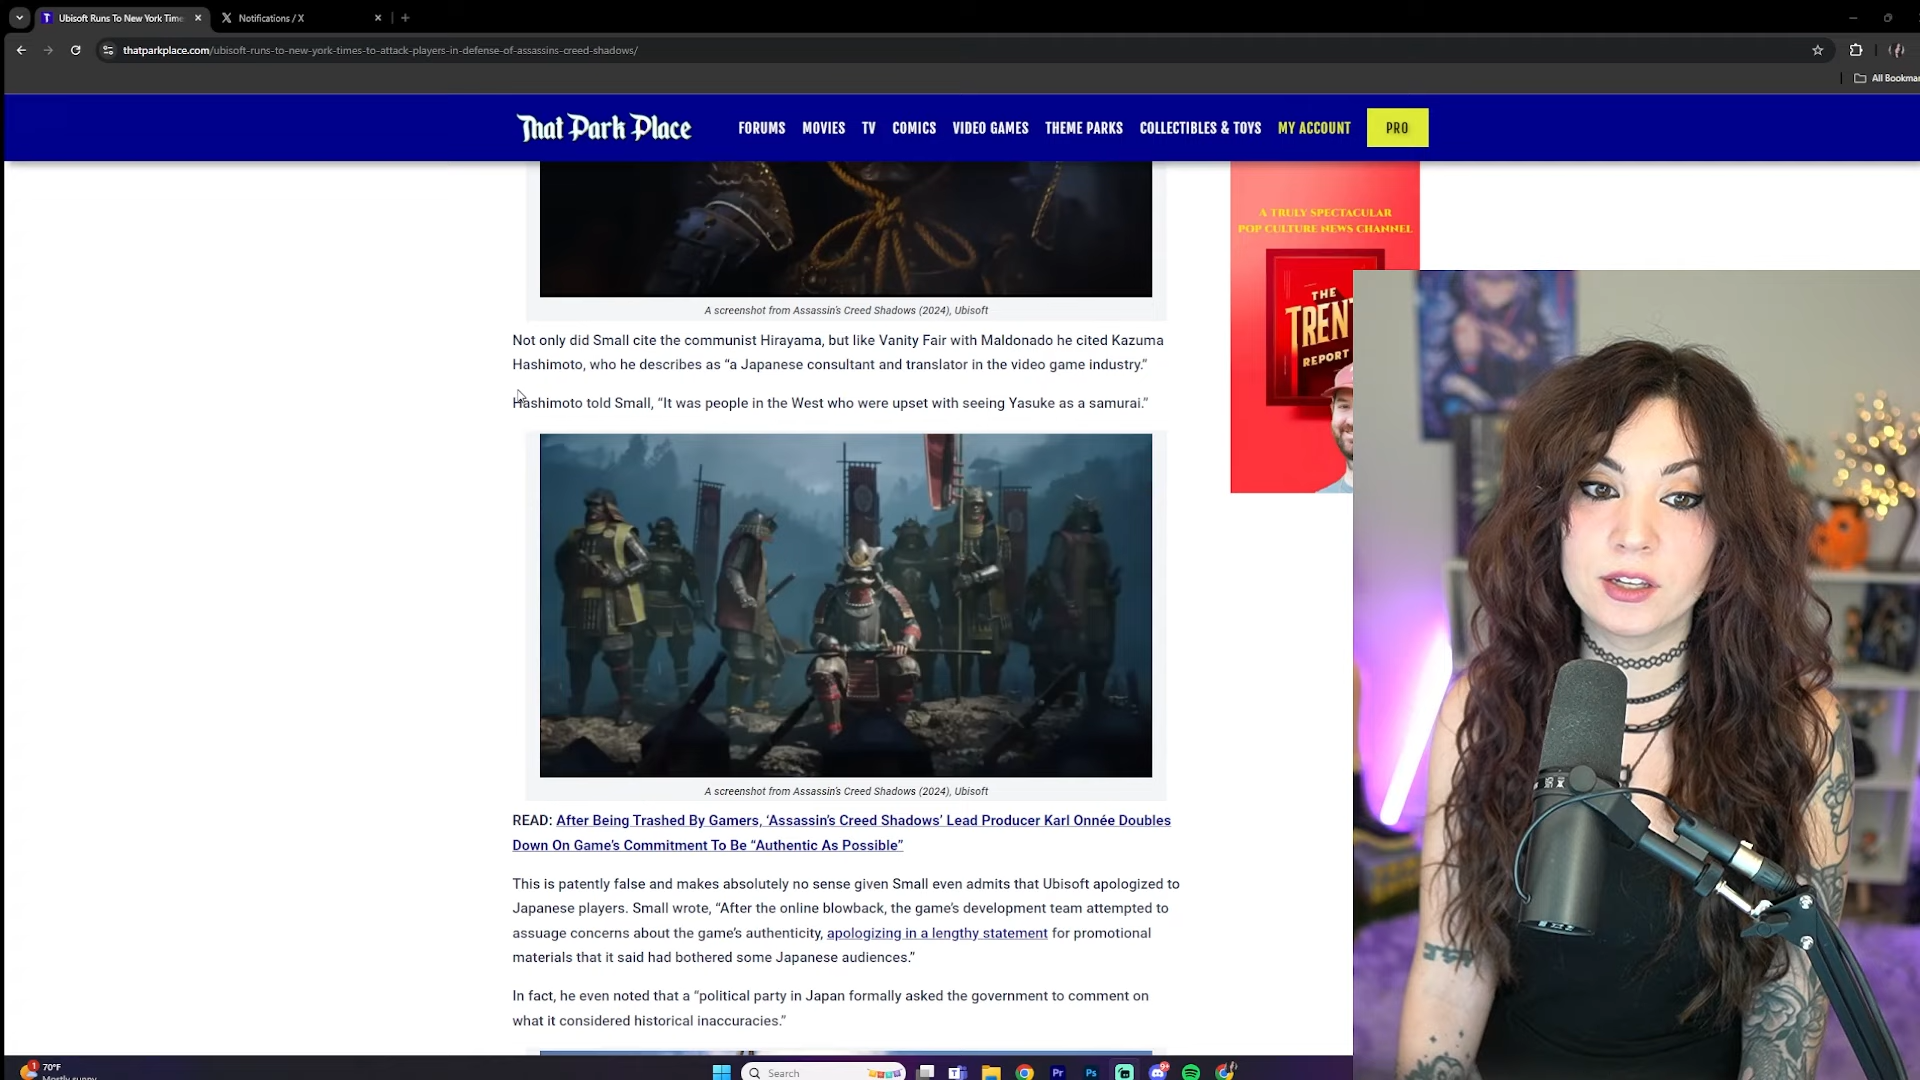 Ubisoft Runs To New York Time
Notifications / X
thatparkplace.com/ubisoft-runs-to-new-york-times-to-attack-players-in-defense-of-assassins-creed-shadows/
All Bookmar
That Park Place
FORUMS MOVIES TV COMICS VIDEO GAMES THEME PARKS COLLECTIBLES & TOYS MY ACCOUNT PRO
A TRULY SPECTACULAR
POP CULTURE NEWS CHANNEL
THE
TRENT
REPORT
A screenshot from Assassin's Creed Shadows (2024), Ubisoft
Not only did Small cite the communist Hirayama, but like Vanity Fair with Maldonado he cited Kazuma
Hashimoto, who he describes as “a Japanese consultant and translator in the video game industry.”
Hashimoto told Small, “It was people in the West who were upset with seeing Yasuke as a samurai.”
A screenshot from Assassin's Creed Shadows (2024), Ubisoft
READ: After Being Trashed By Gamers, ‘Assassin’s Creed Shadows’ Lead Producer Karl Onnée Doubles
Down On Game’s Commitment To Be “Authentic As Possible”
This is patently false and makes absolutely no sense given Small even admits that Ubisoft apologized to
Japanese players. Small wrote, “After the online blowback, the game’s development team attempted to
assuage concerns about the game’s authenticity, apologizing in a lengthy statement for promotional
materials that it said had bothered some Japanese audiences.”
In fact, he even noted that a “political party in Japan formally asked the government to comment on
what it considered historical inaccuracies.”
1
70°F
Mostly sunny
Search
Pr
Ps